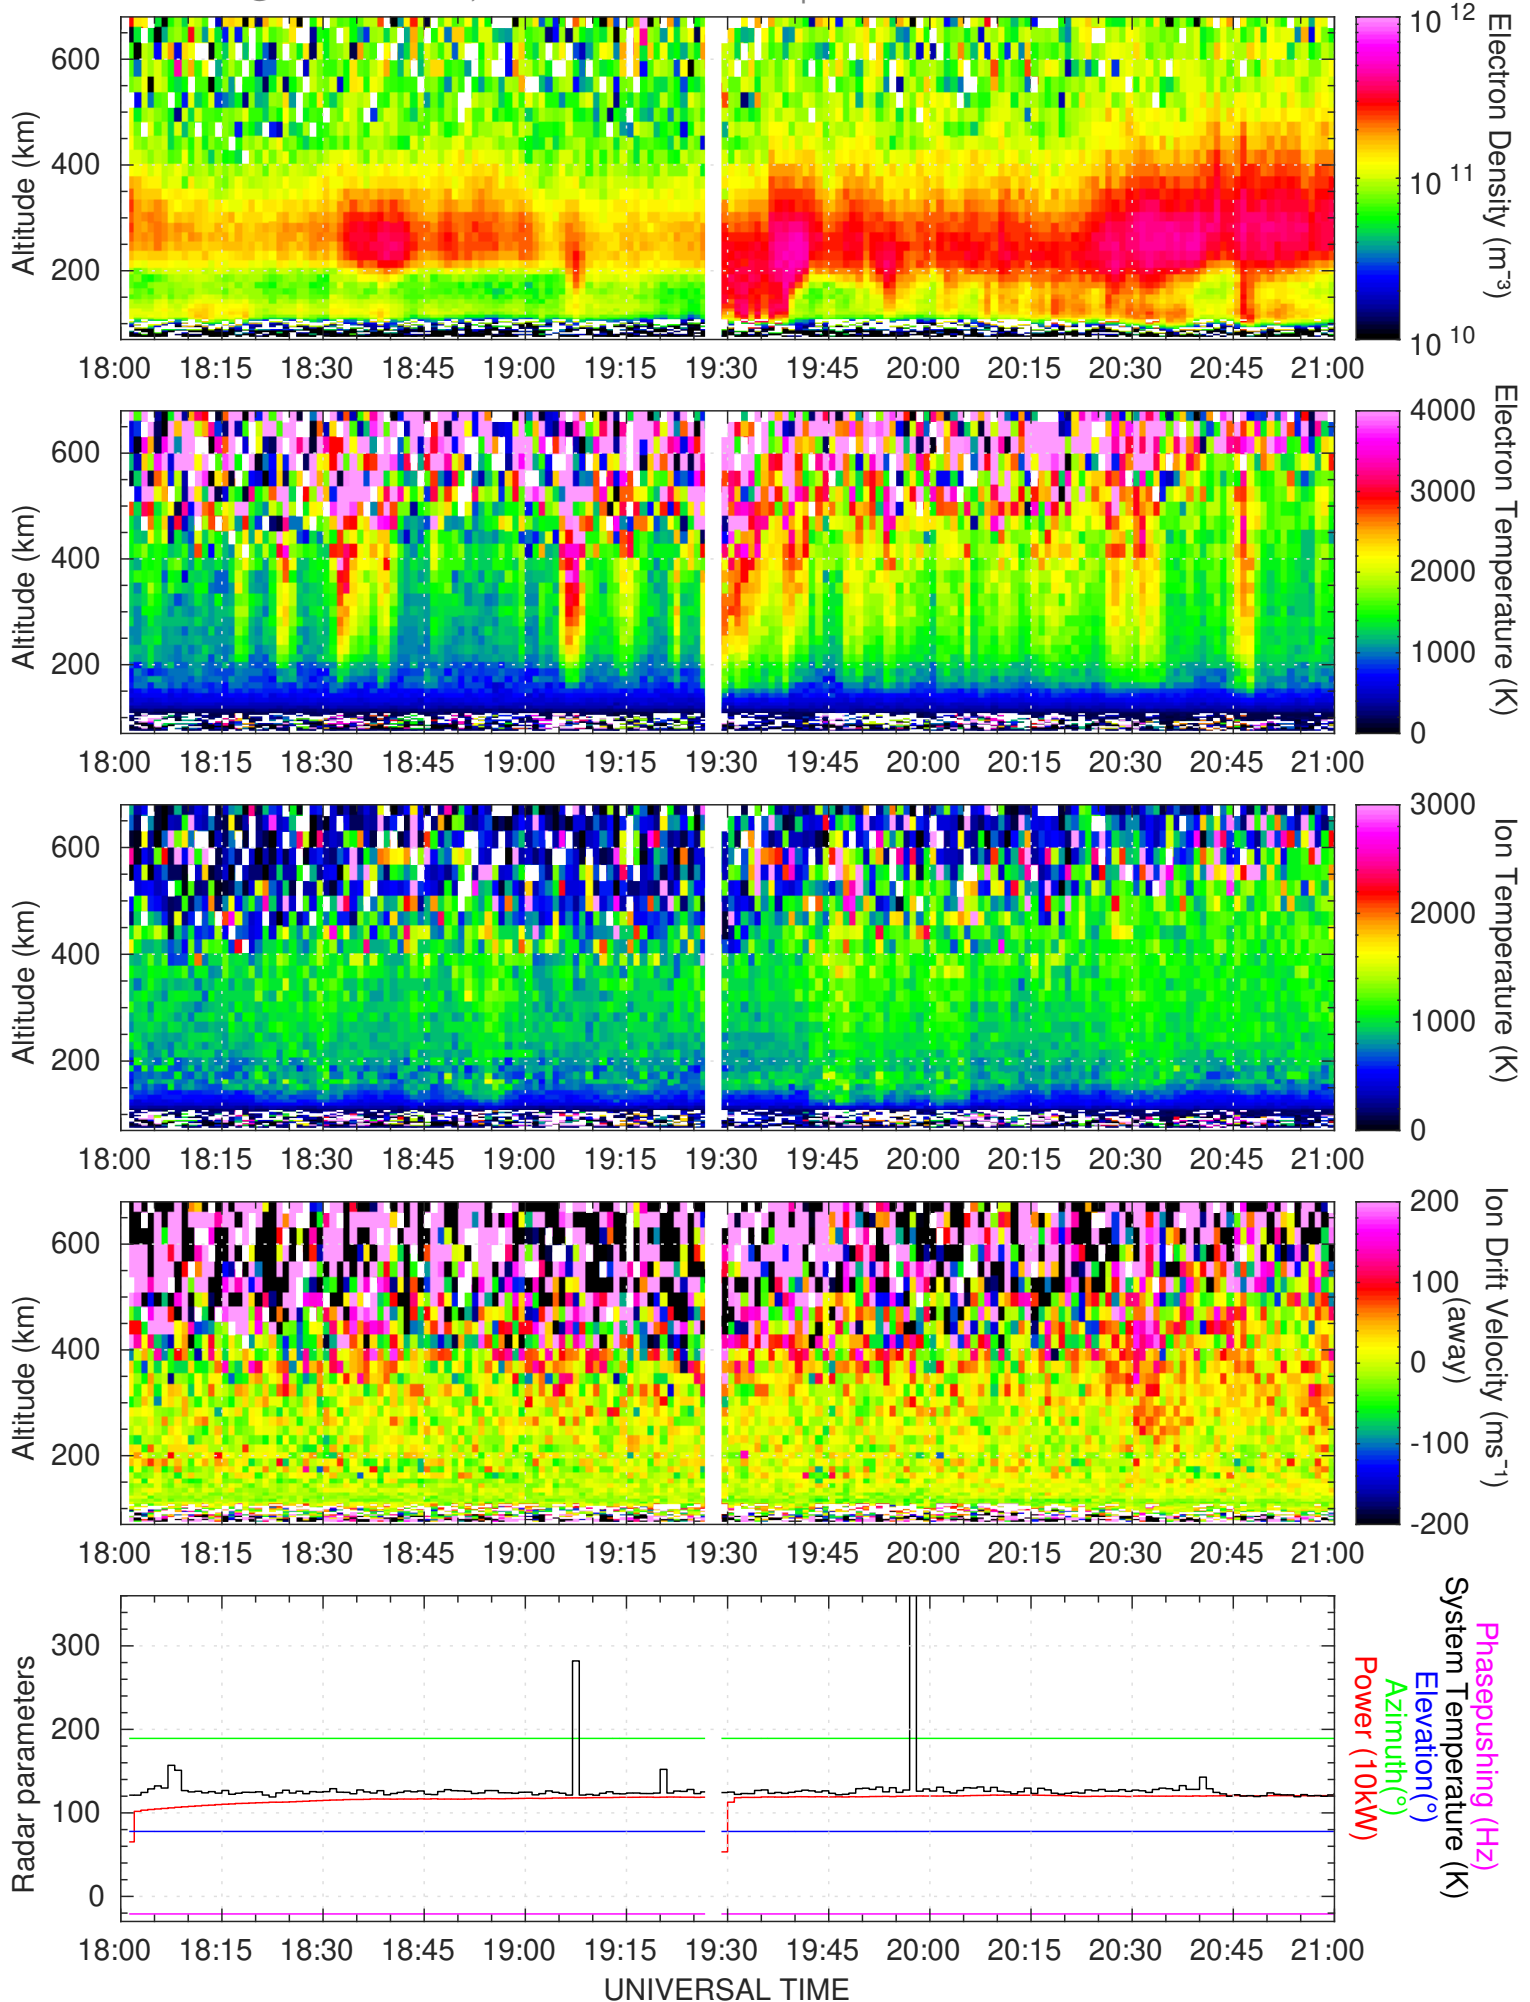 600
400
200
Altitude (km)
18:00 18:15 18:30 18:45 19:00 19:15 19:30 19:45 20:00 20:15 20:30 20:45 21:00
10 12
10 11
10 10
Electron Density (m⁻³)
600
400
200
Altitude (km)
18:00 18:15 18:30 18:45 19:00 19:15 19:30 19:45 20:00 20:15 20:30 20:45 21:00
4000
3000
2000
1000
0
Electron Temperature (K)
600
400
200
Altitude (km)
18:00 18:15 18:30 18:45 19:00 19:15 19:30 19:45 20:00 20:15 20:30 20:45 21:00
3000
2000
1000
0
Ion Temperature (K)
600
400
200
Altitude (km)
18:00 18:15 18:30 18:45 19:00 19:15 19:30 19:45 20:00 20:15 20:30 20:45 21:00
200
100
0
-100
-200
Ion Drift Velocity (ms⁻¹)
(away)
300
200
100
0
Radar parameters
18:00 18:15 18:30 18:45 19:00 19:15 19:30 19:45 20:00 20:15 20:30 20:45 21:00
UNIVERSAL TIME
Phasepushing (Hz)
System Temperature (K)
Elevation(°)
Azimuth(°)
Power (10kW)